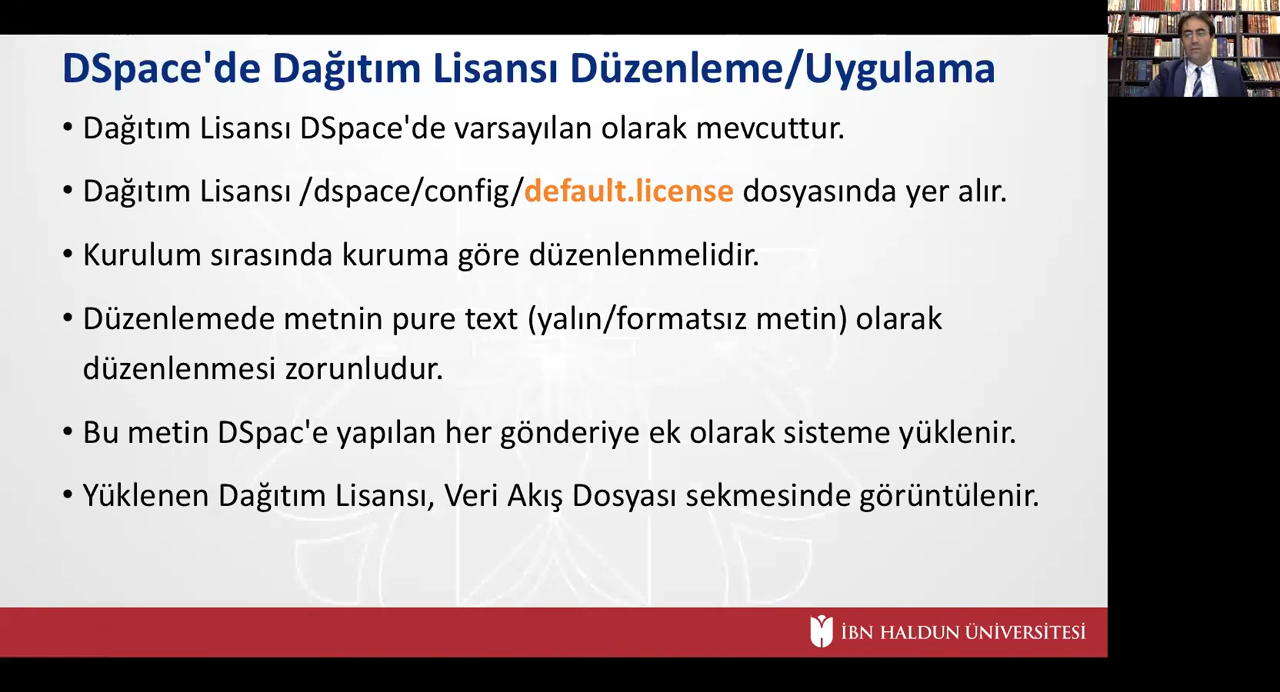 DSpace'de Dağıtım Lisansı Düzenleme/Uygulama
• Dağıtım Lisansı DSpace'de varsayılan olarak mevcuttur.
• Dağıtım Lisansı /dspace/config/default.license dosyasında yer alır.
• Kurulum sırasında kuruma göre düzenlenmelidir.
• Düzenlemede metnin pure text (yalın/formatsız metin) olarak
düzenlenmesi zorunludur.
• Bu metin DSpac'e yapılan her gönderiye ek olarak sisteme yüklenir.
• Yüklenen Dağıtım Lisansı, Veri Akış Dosyası sekmesinde görüntülenir.
İBN HALDUN ÜNİVERSİTESİ